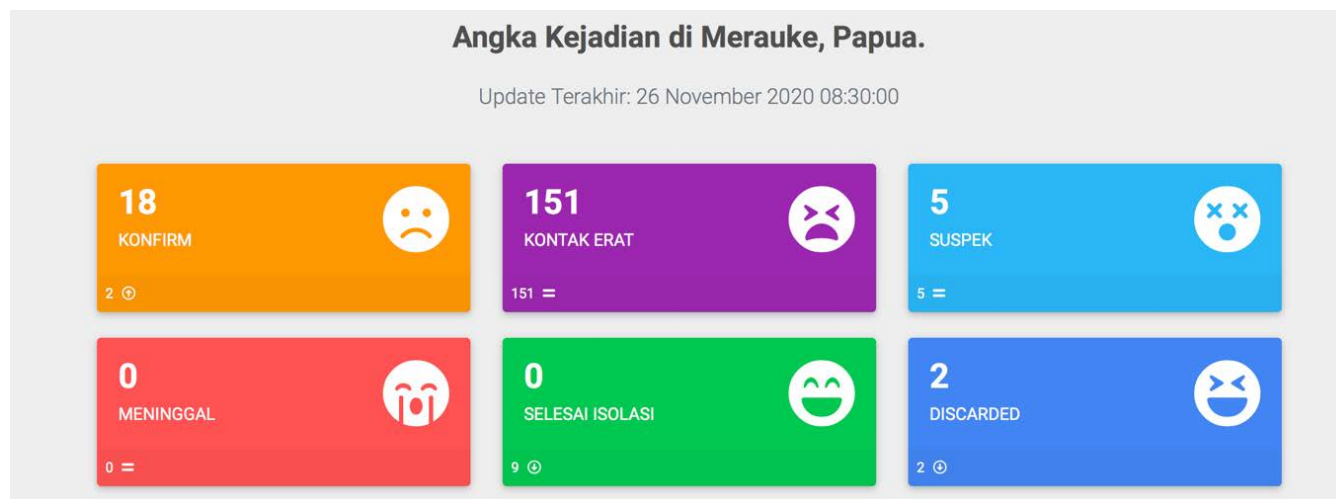 Angka Kejadian di Merauke, Papua.
Update Terakhir: 26 November 2020 08:30:00
18
KONFIRM
2
151
KONTAK ERAT
151 =
5
SUSPEK
5 =
0
MENINGGAL
0 =
0
SELESAI ISOLASI
9
2
DISCARDED
2